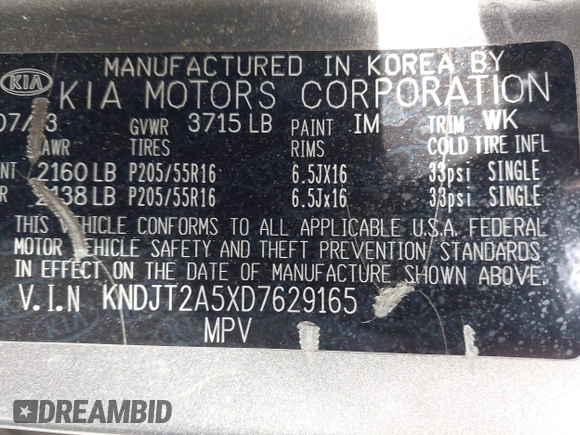 MANUFACTURED IN KOREA BY
KIA KIA MOTORS CORPORATION
GVWR 3715 LB PAINT IM TRIM WK
TIRES RIMS COLD TIRE INFL
2160 LB P205/55R16 6.5JX16 33psi SINGLE
2138 LB P205/55R16 6.5Jx16 33psi SINGLE
THIS VEHICLE CONFORMS TO ALL APPLICABLE U.S.A. FEDERAL
MOTOR VEHICLE SAFETY AND THEFT PREVENTION STANDARDS
IN EFFECT ON THE DATE OF MANUFACTURE SHOWN ABOVE.
V.I.N KNDJT2A5XD7629165
MPV
DREAMBID